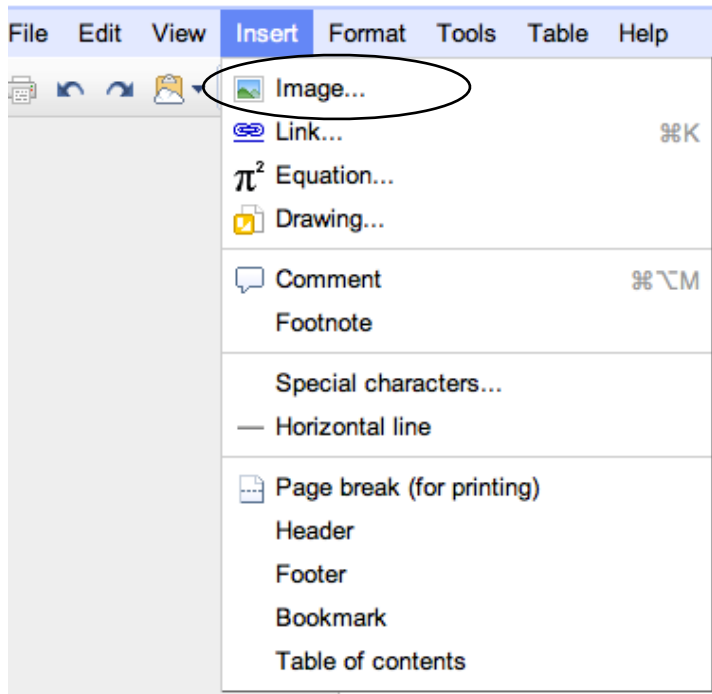 File Edit View Insert Format Tools Table Help
Image...
Link... ⌘K
π² Equation...
Drawing...
Comment ⌘⌥M
Footnote
Special characters...
Horizontal line
Page break (for printing)
Header
Footer
Bookmark
Table of contents